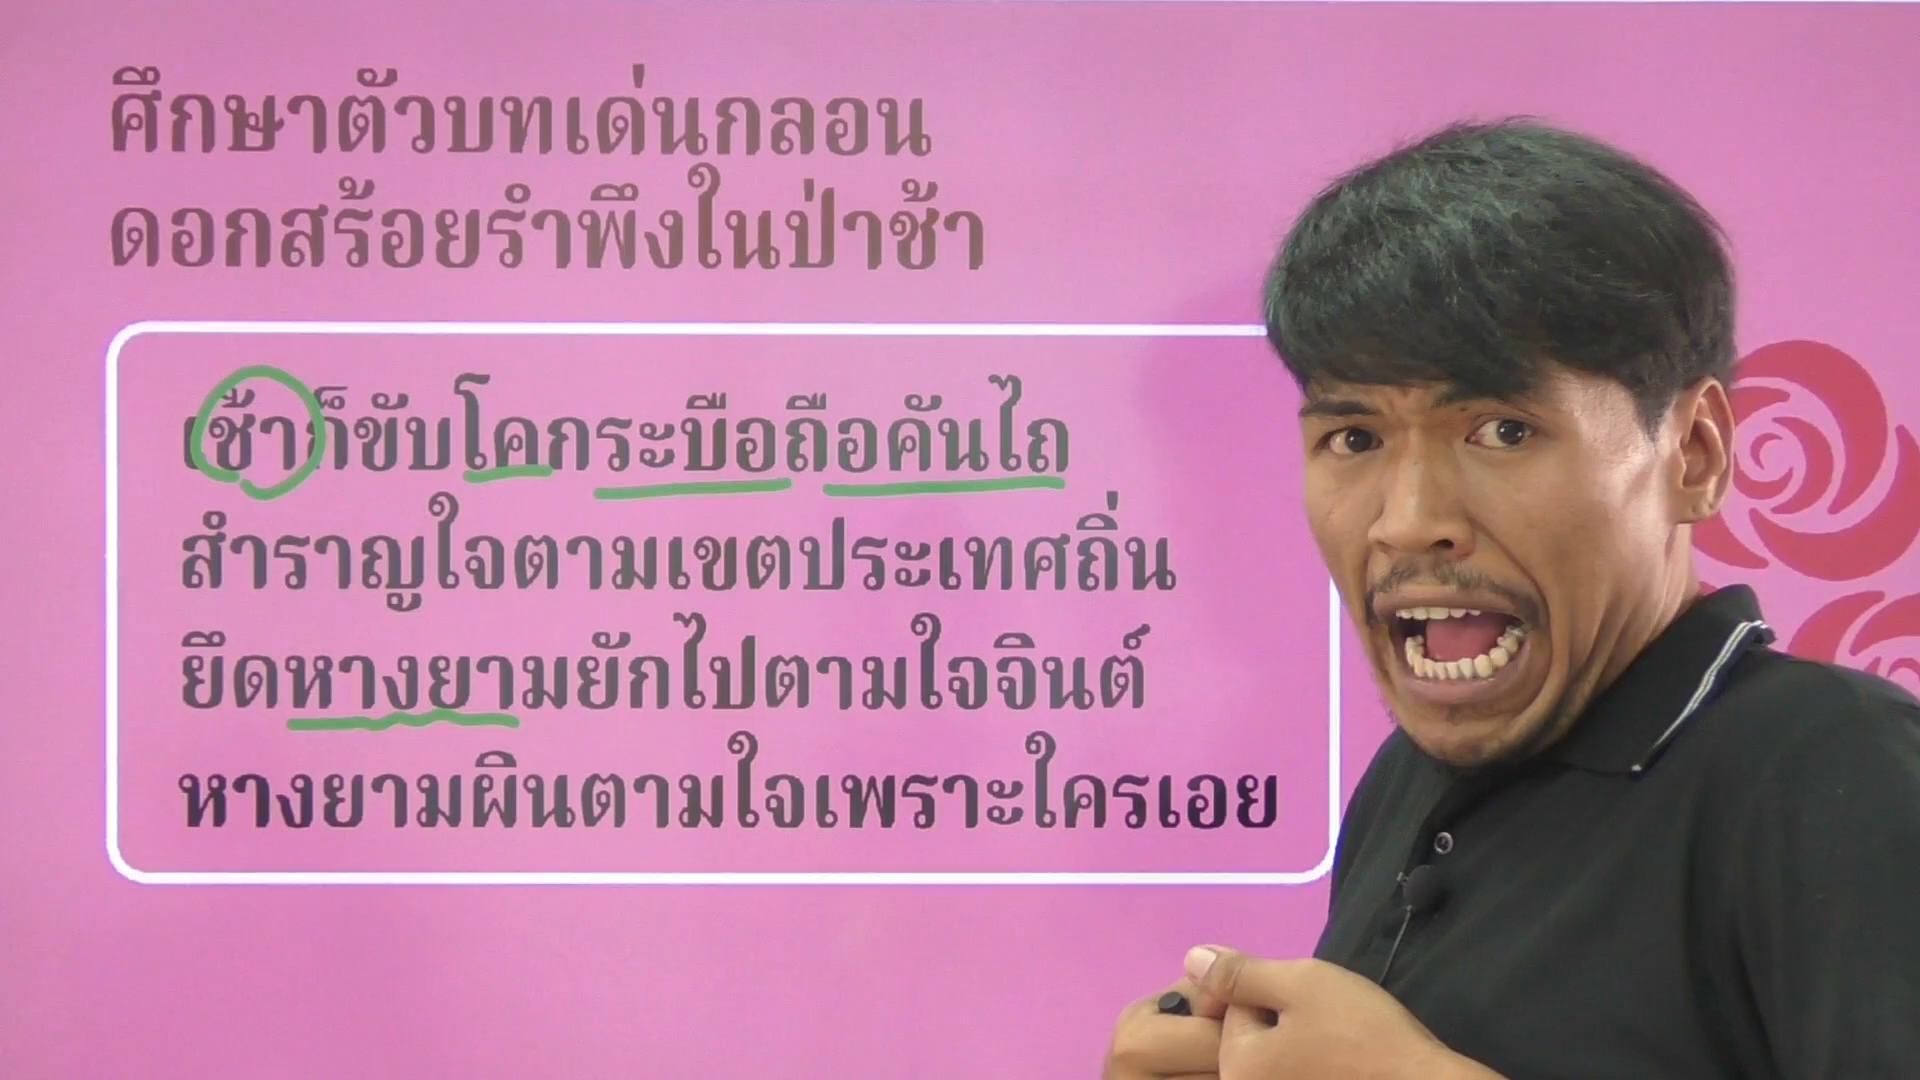 ศึกษาตัวบทเด่นกลอน
ดอกสร้อยรำพึงในป่าช้า
เช้าก็ขับโคกระบือถือคันไถ
สำราญใจตามเขตประเทศถิ่น
ยึดหางยามยักไปตามใจจินต์
หางยามผินตามใจเพราะใครเอย